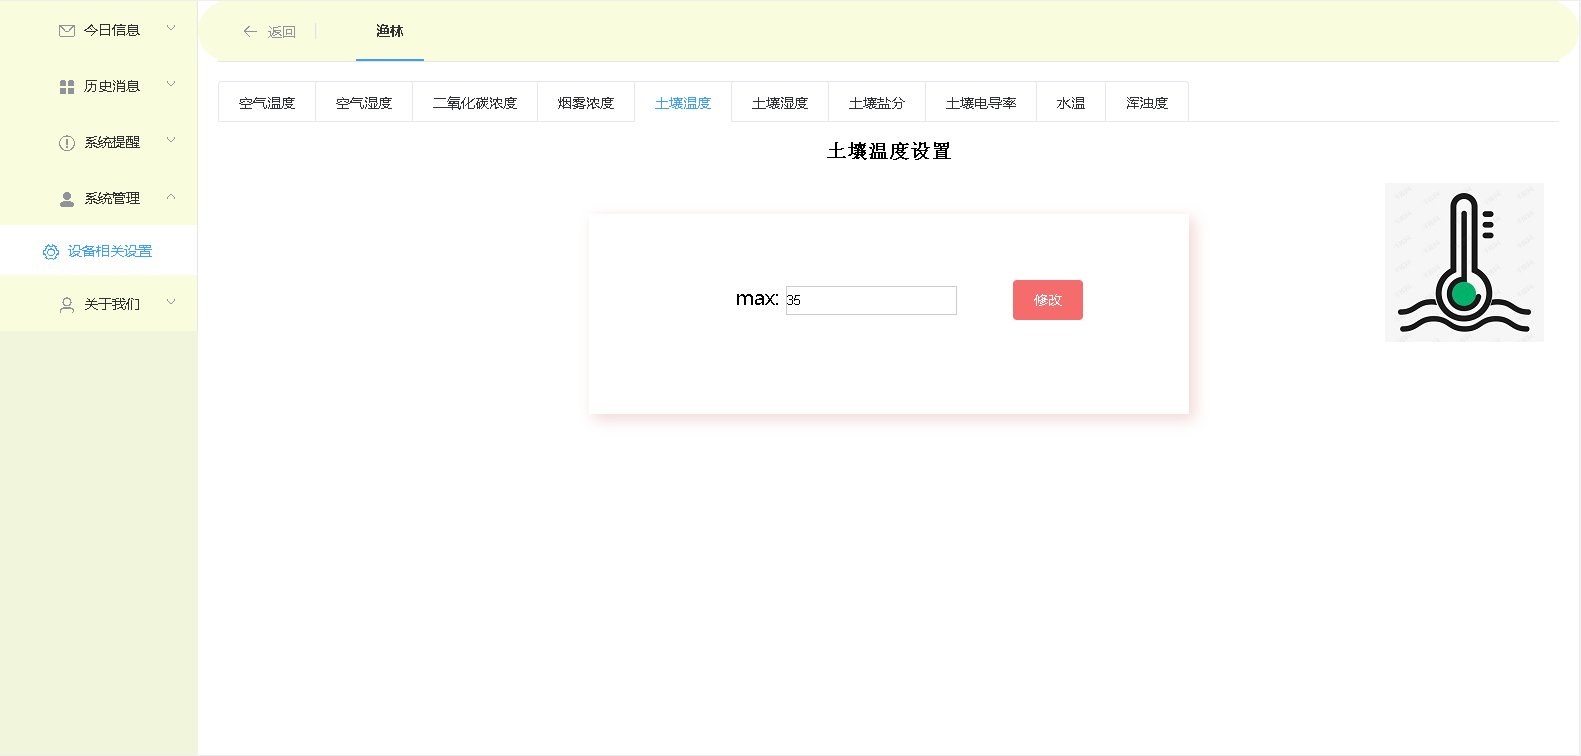 今日信息
历史消息
系统提醒
系统管理
设备相关设置
关于我们
返回
渔林
空气温度 空气湿度 二氧化碳浓度 烟雾浓度 土壤温度 土壤湿度 土壤盐分 土壤电导率 水温 浑浊度
土壤温度设置
max: 35 修改